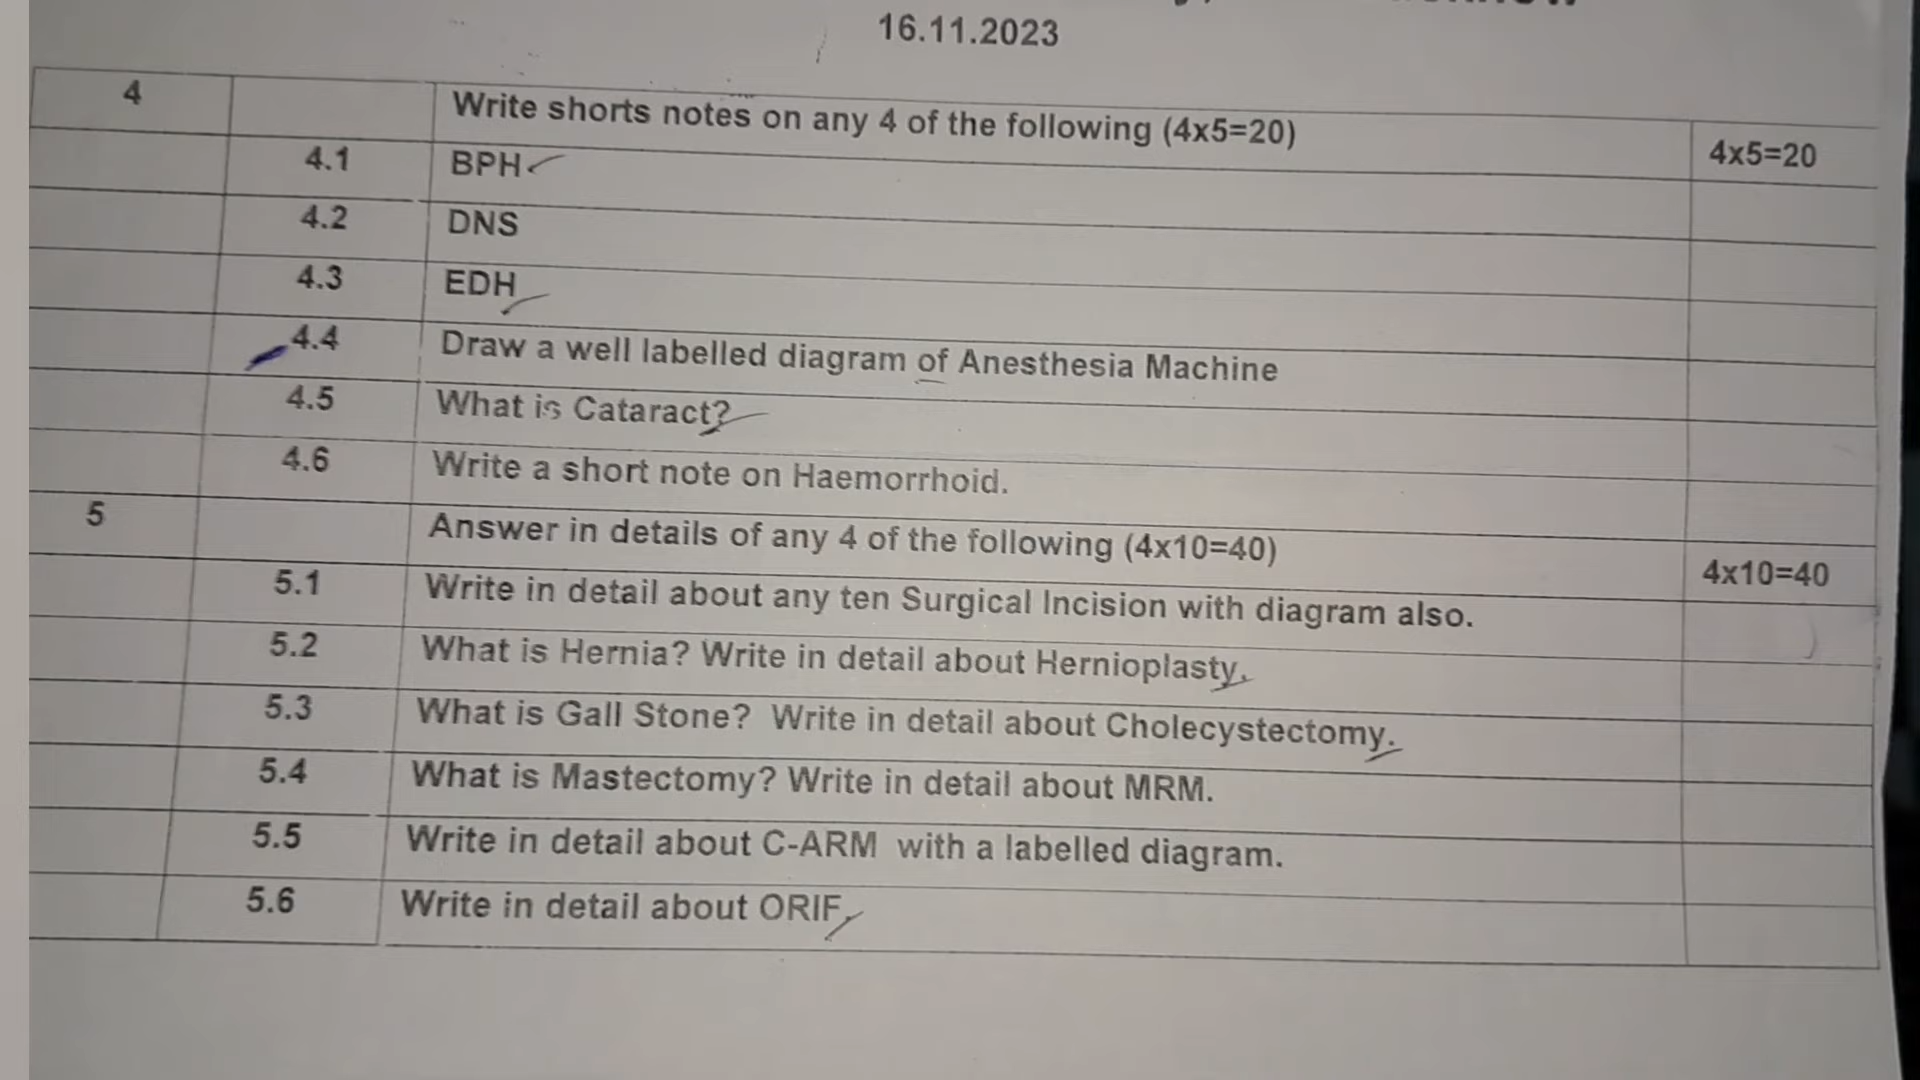 16.11.2023
4 Write shorts notes on any 4 of the following (4x5=20) 4x5=20
4.1 BPH
4.2 DNS
4.3 EDH
4.4 Draw a well labelled diagram of Anesthesia Machine
4.5 What is Cataract?
4.6 Write a short note on Haemorrhoid.
5 Answer in details of any 4 of the following (4x10=40) 4x10=40
5.1 Write in detail about any ten Surgical Incision with diagram also.
5.2 What is Hernia? Write in detail about Hernioplasty.
5.3 What is Gall Stone? Write in detail about Cholecystectomy.
5.4 What is Mastectomy? Write in detail about MRM.
5.5 Write in detail about C-ARM with a labelled diagram.
5.6 Write in detail about ORIF.